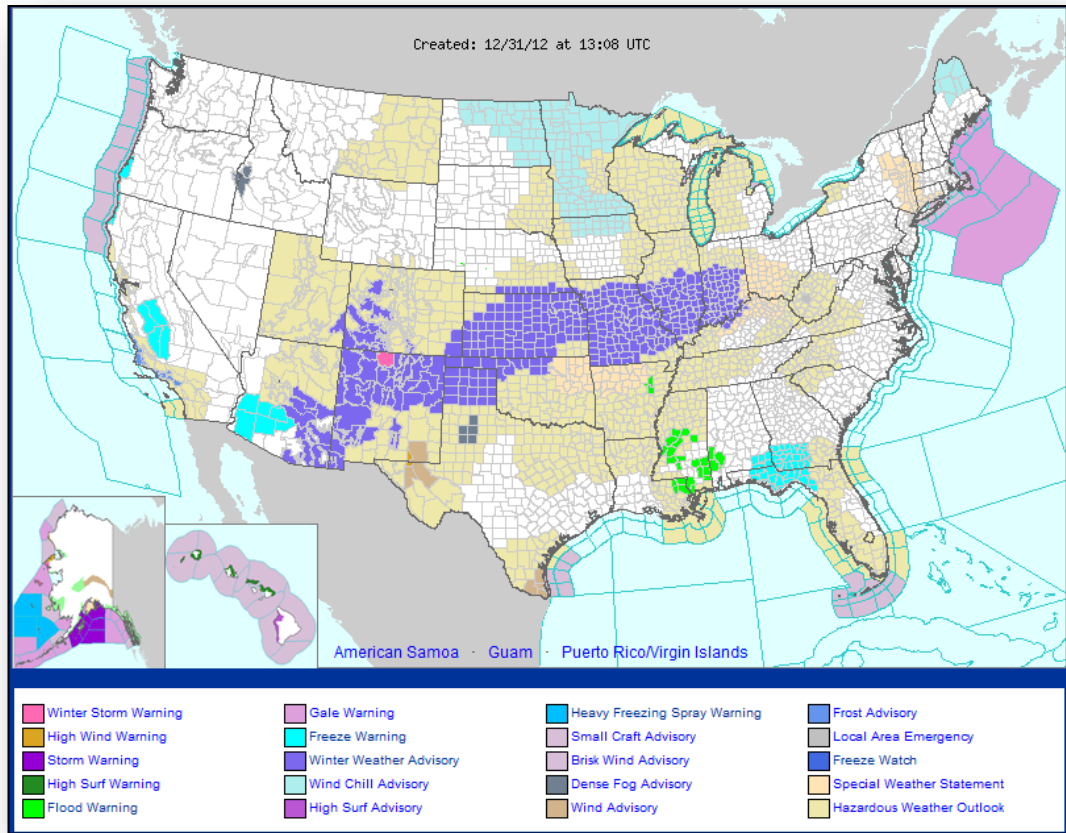 Created: 12/31/12 at 13:08 UTC
American Samoa · Guam · Puerto Rico/Virgin Islands
Winter Storm Warning
High Wind Warning
Storm Warning
High Surf Warning
Flood Warning
Gale Warning
Freeze Warning
Winter Weather Advisory
Wind Chill Advisory
High Surf Advisory
Heavy Freezing Spray Warning
Small Craft Advisory
Brisk Wind Advisory
Dense Fog Advisory
Wind Advisory
Frost Advisory
Local Area Emergency
Freeze Watch
Special Weather Statement
Hazardous Weather Outlook